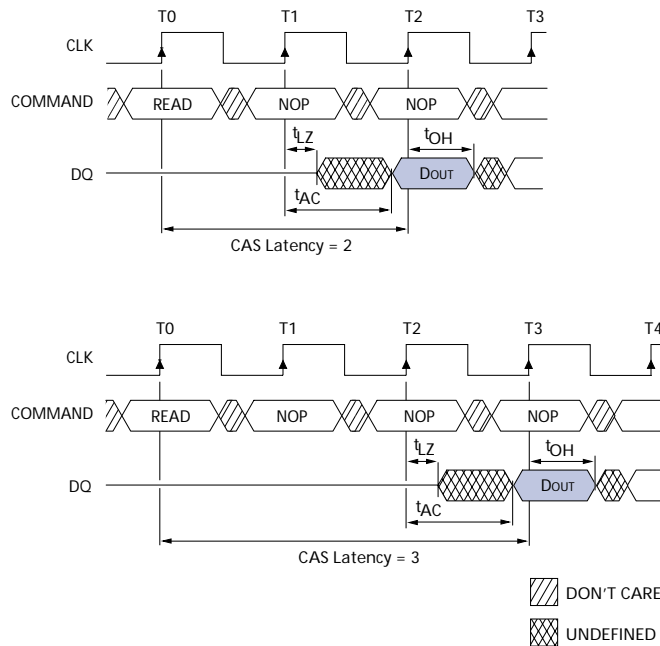 T0 T1 T2 T3
CLK
COMMAND READ NOP NOP
tLZ tOH
DQ DOUT
tAC
CAS Latency = 2
T0 T1 T2 T3 T4
CLK
COMMAND READ NOP NOP NOP
tLZ tOH
DQ DOUT
tAC
CAS Latency = 3
DON'T CARE
UNDEFINED